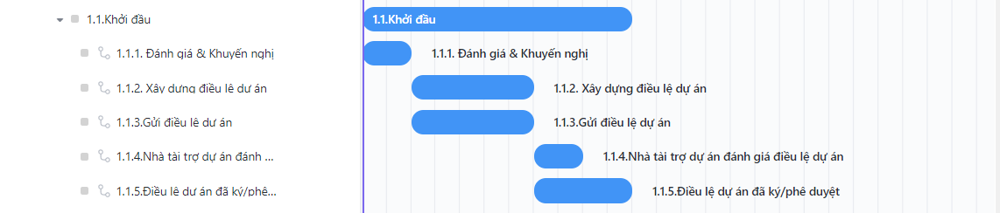 1.1.Khởi đầu
1.1.Khởi đầu
1.1.1. Đánh giá & Khuyến nghị
1.1.1. Đánh giá & Khuyến nghị
1.1.2. Xây dựng điều lệ dự án
1.1.2. Xây dựng điều lệ dự án
1.1.3.Gửi điều lệ dự án
1.1.3.Gửi điều lệ dự án
1.1.4.Nhà tài trợ dự án đánh ...
1.1.4.Nhà tài trợ dự án đánh giá điều lệ dự án
1.1.5.Điều lệ dự án đã ký/phê...
1.1.5.Điều lệ dự án đã ký/phê duyệt